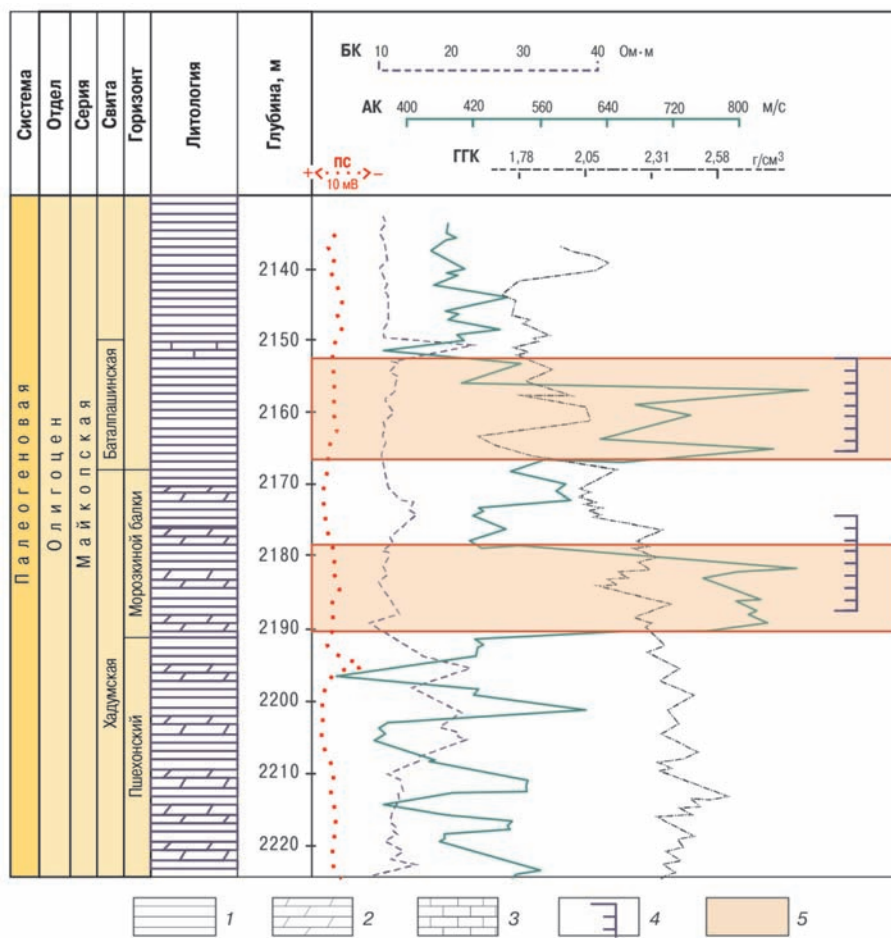 Система
Отдел
Серия
Свита
Горизонт
Литология
Глубина, м
БК 10 20 30 40 Ом·м
АК 400 420 560 640 720 800 м/с
ГГК 1,78 2,05 2,31 2,58 г/см³
+ ПС –
10 мВ
Палеогеновая
Олигоцен
Майкопская
Баталпашинская
Хадумская
Морозкиной балки
Пшехонский
2140
2150
2160
2170
2180
2190
2200
2210
2220
1 2 3 4 5